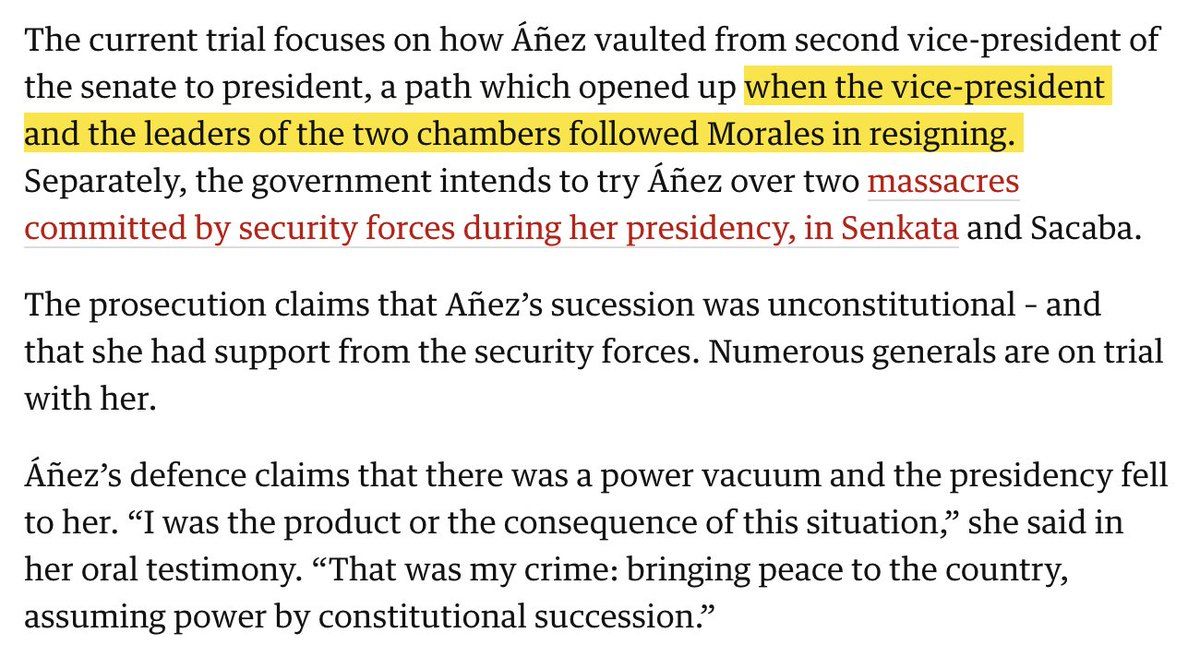 The current trial focuses on how Áñez vaulted from second vice-president of
the senate to president, a path which opened up when the vice-president
and the leaders of the two chambers followed Morales in resigning.
Separately, the government intends to try Áñez over two massacres
committed by security forces during her presidency, in Senkata and Sacaba.
The prosecution claims that Añez’s sucession was unconstitutional – and
that she had support from the security forces. Numerous generals are on trial
with her.
Áñez’s defence claims that there was a power vacuum and the presidency fell
to her. “I was the product or the consequence of this situation,” she said in
her oral testimony. “That was my crime: bringing peace to the country,
assuming power by constitutional succession.”